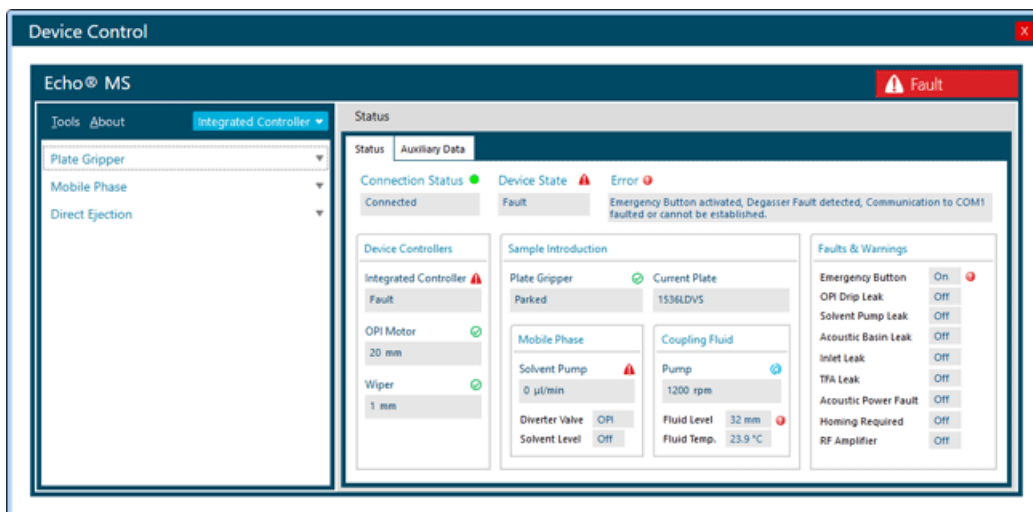 Device Control
X
Echo® MS
Fault
Tools About
Integrated Controller
Plate Gripper
Mobile Phase
Direct Ejection
Status
Status
Auxiliary Data
Connection Status
Device State
Error
Connected
Fault
Emergency Button activated, Degasser Fault detected, Communication to COM1
faulted or cannot be established.
Device Controllers
Integrated Controller
Fault
OPI Motor
20 mm
Wiper
1 mm
Sample Introduction
Plate Gripper
Parked
Current Plate
1536LDVS
Mobile Phase
Solvent Pump
0 µl/min
Diverter Valve OPI
Solvent Level Off
Coupling Fluid
Pump
1200 rpm
Fluid Level 32 mm
Fluid Temp. 23.9 °C
Faults & Warnings
Emergency Button On
OPI Drip Leak Off
Solvent Pump Leak Off
Acoustic Basin Leak Off
Inlet Leak Off
TFA Leak Off
Acoustic Power Fault Off
Homing Required Off
RF Amplifier Off